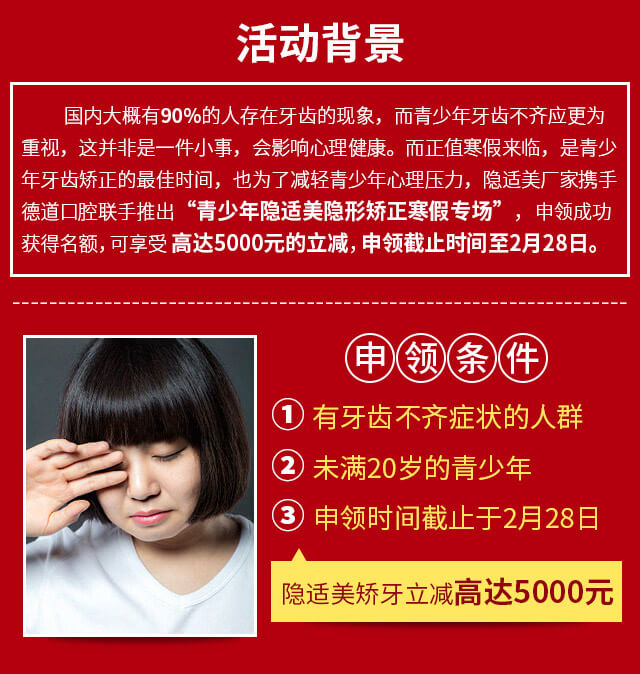 活动背景
国内大概有90%的人存在牙齿的现象，而青少年牙齿不齐应更为
重视，这并非是一件小事，会影响心理健康。而正值寒假来临，是青少
年牙齿矫正的最佳时间，也为了减轻青少年心理压力，隐适美厂家携手
德道口腔联手推出“青少年隐适美隐形矫正寒假专场”，申领成功
获得名额，可享受 高达5000元的立减，申领截止时间至2月28日。
申领条件
1 有牙齿不齐症状的人群
2 未满20岁的青少年
3 申领时间截止于2月28日
隐适美矫牙立减高达5000元